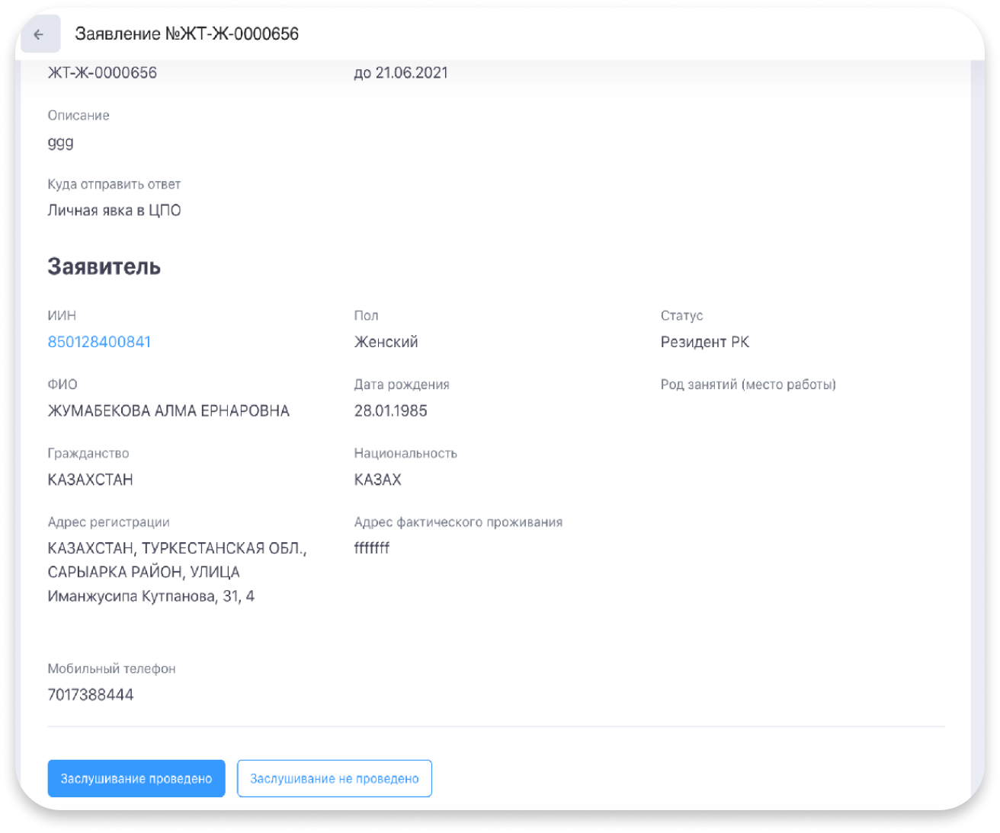 Заявление №ЖТ-Ж-0000656
ЖТ-Ж-0000656
до 21.06.2021
Описание
ggg
Куда отправить ответ
Личная явка в ЦПО
Заявитель
ИИН
Пол
Статус
850128400841
Женский
Резидент РК
ФИО
Дата рождения
Род занятий (место работы)
ЖУМАБЕКОВА АЛМА ЕРНАРОВНА
28.01.1985
Гражданство
Национальность
КАЗАХСТАН
КАЗАХ
Адрес регистрации
Адрес фактического проживания
КАЗАХСТАН, ТУРКЕСТАНСКАЯ ОБЛ.,
fffffff
САРЫАРКА РАЙОН, УЛИЦА
Иманжусипа Кутпанова, 31, 4
Мобильный телефон
7017388444
Заслушивание проведено
Заслушивание не проведено